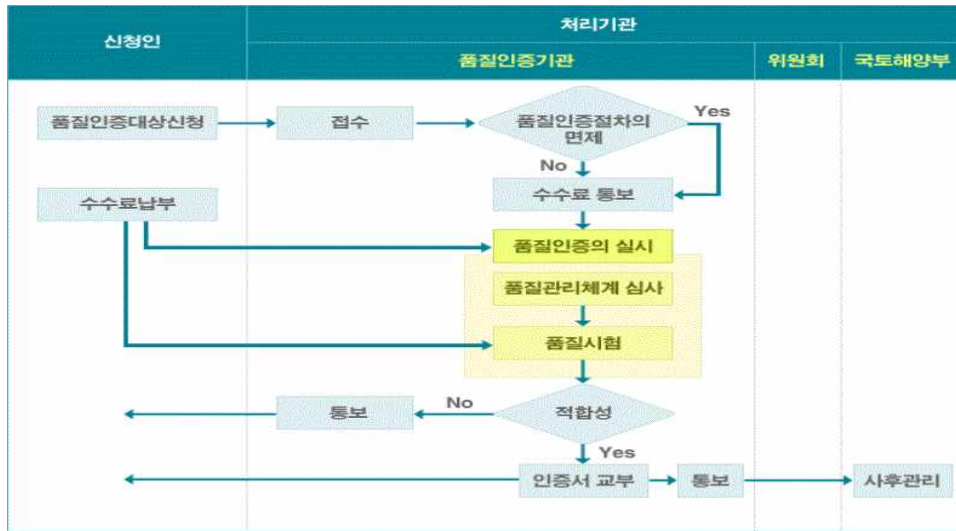 신청인
처리기관
품질인증기관
위원회
국토해양부
품질인증대상신청
접수
품질인증절차의
면제
Yes
No
수수료 통보
수수료납부
품질인증의 실시
품질관리체계 심사
품질시험
적합성
No
통보
Yes
인증서 교부
통보
사후관리